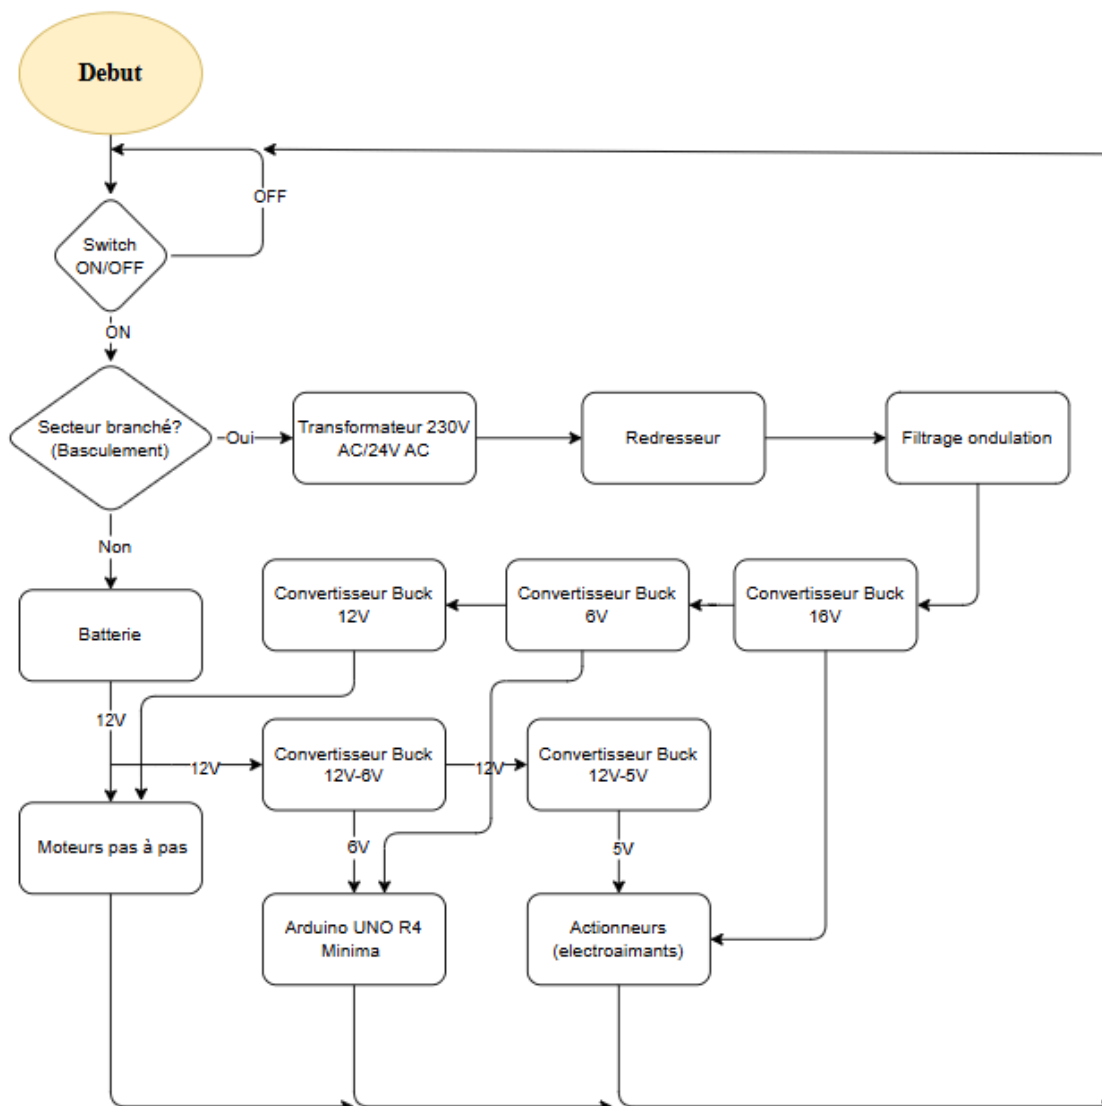 Debut
OFF
Switch
ON/OFF
ON
Secteur branché?
(Basculement)
Oui
Transformateur 230V
AC/24V AC
Redresseur
Filtrage ondulation
Non
Convertisseur Buck
12V
Convertisseur Buck
6V
Convertisseur Buck
16V
Batterie
12V
12V
Convertisseur Buck
12V-6V
12V
Convertisseur Buck
12V-5V
Moteurs pas à pas
6V
5V
Arduino UNO R4
Minima
Actionneurs
(electroaimants)